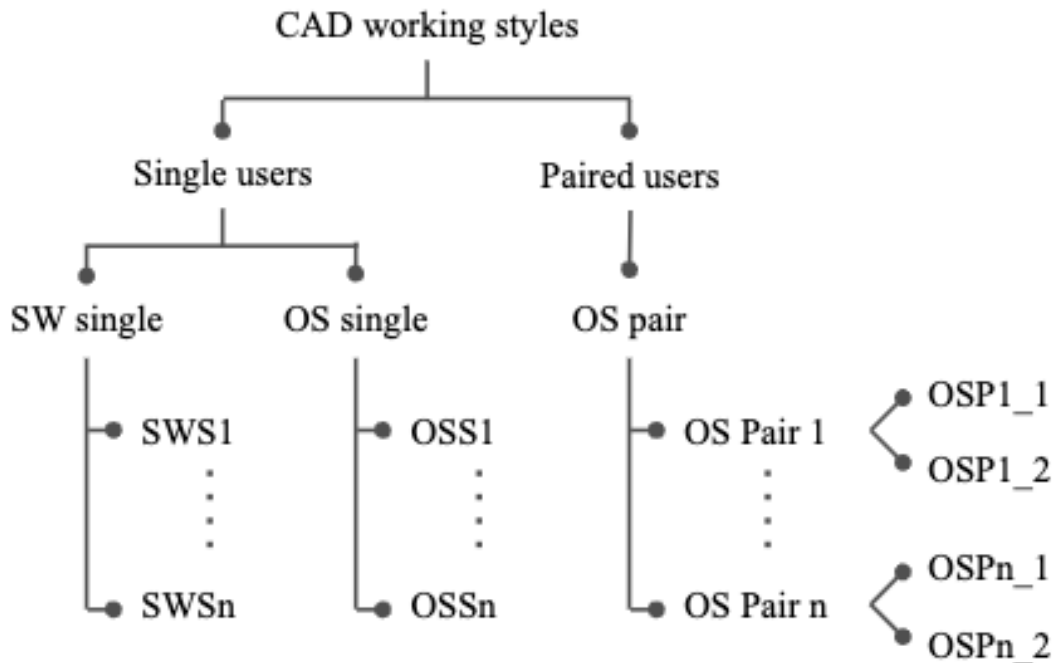 CAD working styles
Single users
Paired users
SW single
OS single
OS pair
SWS1
OSS1
OS Pair 1
OSP1_1
OSP1_2
SWSn
OSSn
OS Pair n
OSPn_1
OSPn_2